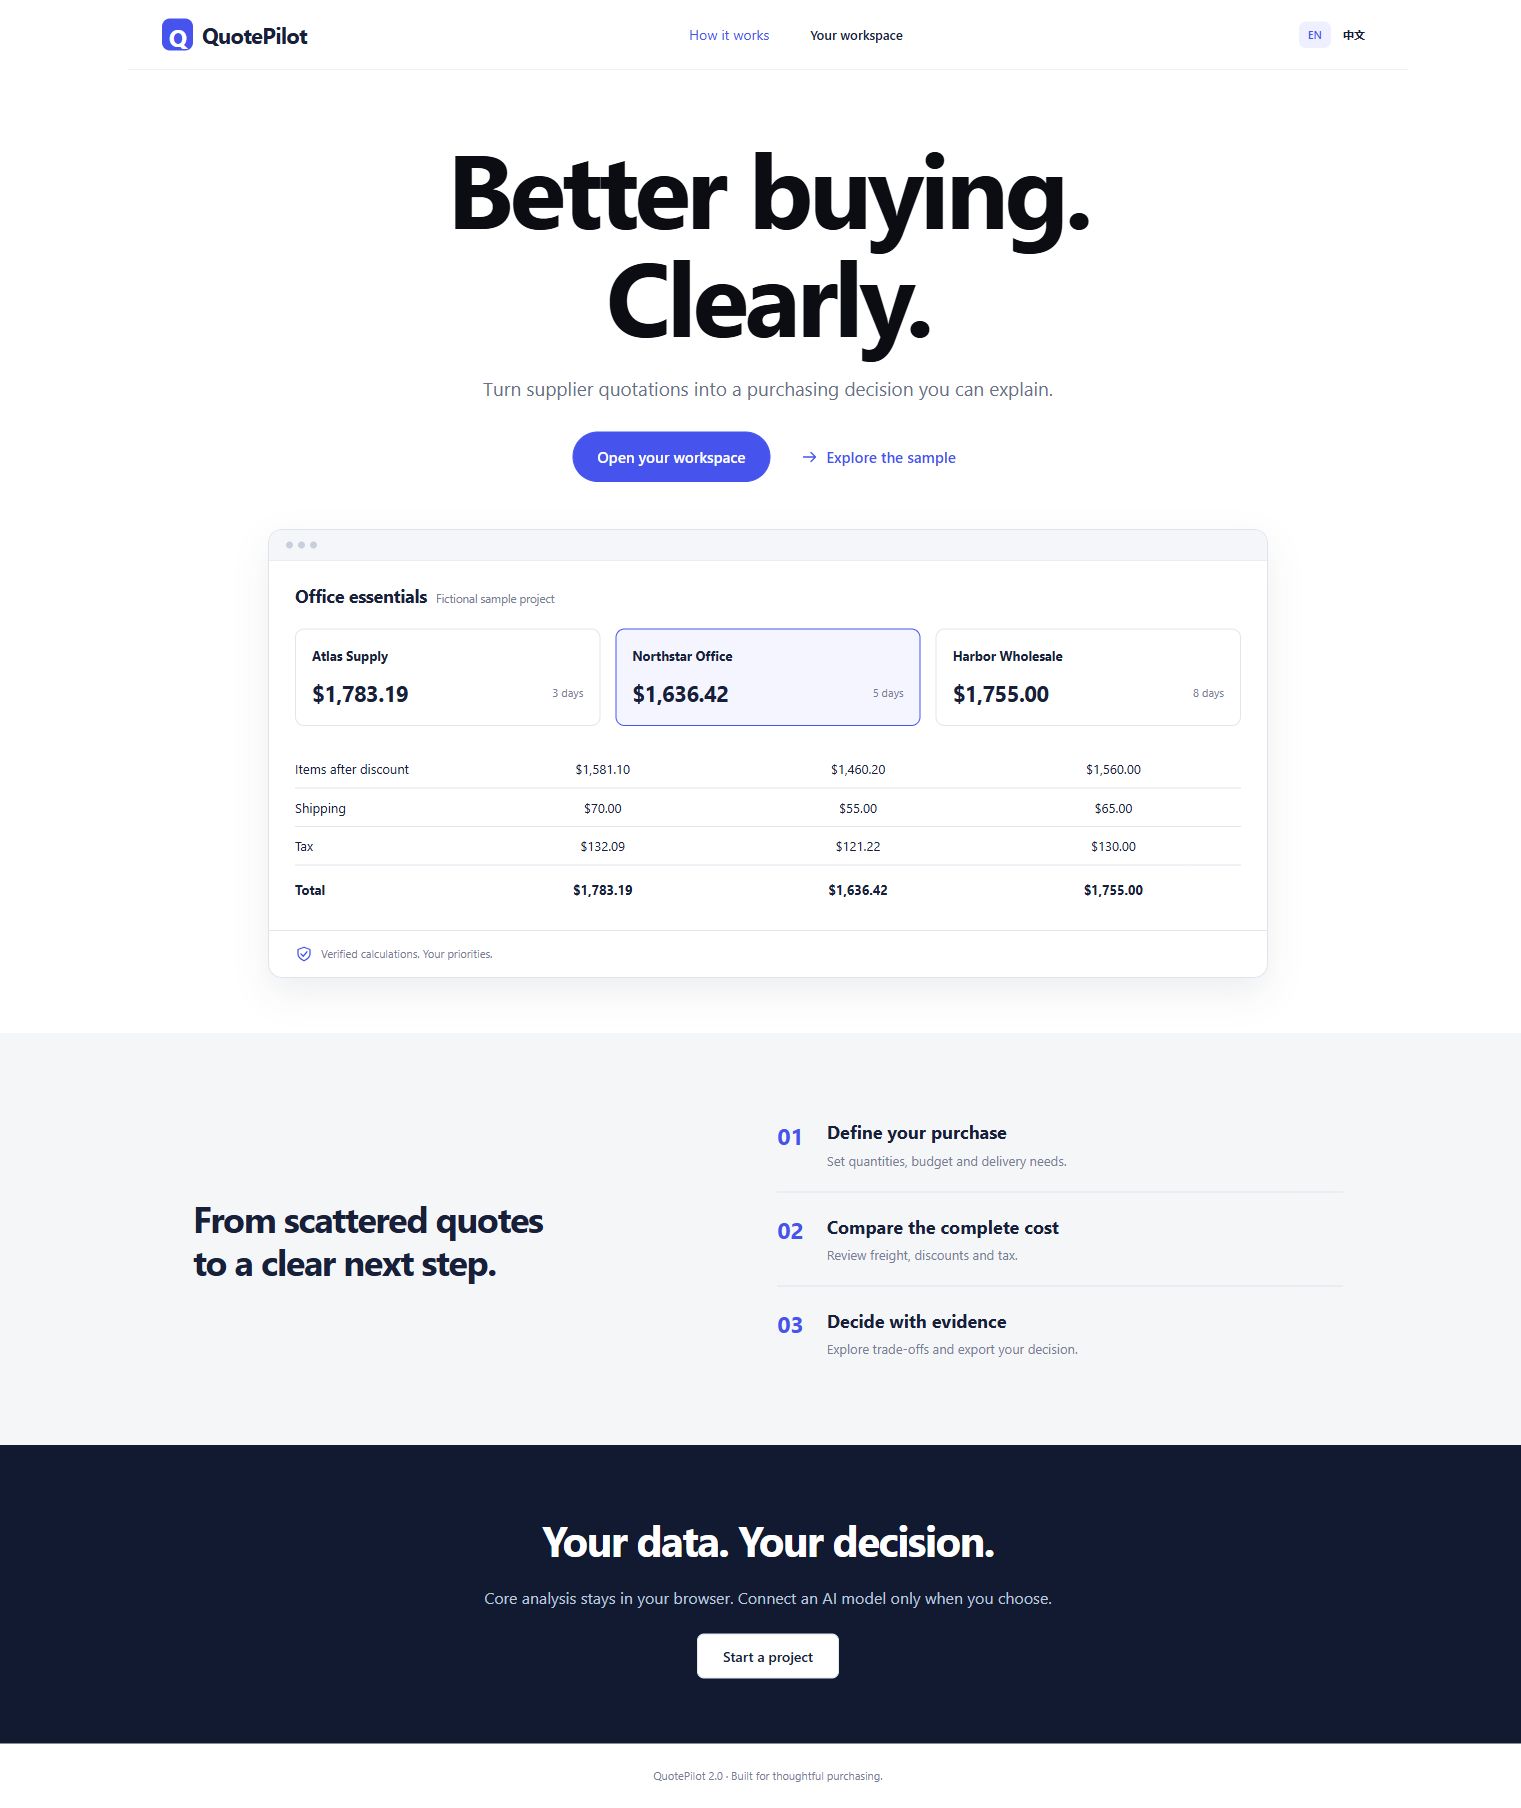 Q QuotePilot
How it works
Your workspace
EN
中文
Better buying.
Clearly.
Turn supplier quotations into a purchasing decision you can explain.
Open your workspace
→ Explore the sample
Office essentials Fictional sample project
Atlas Supply
$1,783.19
3 days
Northstar Office
$1,636.42
5 days
Harbor Wholesale
$1,755.00
8 days
Items after discount $1,581.10 $1,460.20 $1,560.00
Shipping $70.00 $55.00 $65.00
Tax $132.09 $121.22 $130.00
Total $1,783.19 $1,636.42 $1,755.00
Verified calculations. Your priorities.
From scattered quotes
to a clear next step.
01 Define your purchase
Set quantities, budget and delivery needs.
02 Compare the complete cost
Review freight, discounts and tax.
03 Decide with evidence
Explore trade-offs and export your decision.
Your data. Your decision.
Core analysis stays in your browser. Connect an AI model only when you choose.
Start a project
QuotePilot 2.0 · Built for thoughtful purchasing.